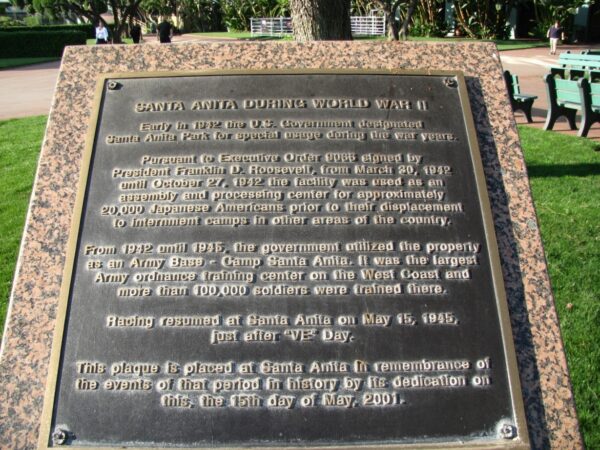 SANTA ANITA DURING WORLD WAR II
Early in 1942 the U.S. Government designated
Santa Anita Park for special usage during the war years.
Pursuant to Executive Order 9066 signed by
President Franklin D. Roosevelt, from March 30, 1942
until October 27, 1942 the facility was used as an
assembly and processing center for approximately
20,000 Japanese Americans prior to their displacement
to internment camps in other areas of the country.
From 1942 until 1945, the government utilized the property
as an Army Base - Camp Santa Anita. It was the largest
Army ordnance training center on the West Coast and
more than 100,000 soldiers were trained there.
Racing resumed at Santa Anita on May 15, 1945,
just after "VE" Day.
This plaque is placed at Santa Anita in remembrance of
the events of that period in history by its dedication on
this, the 15th day of May, 2001.